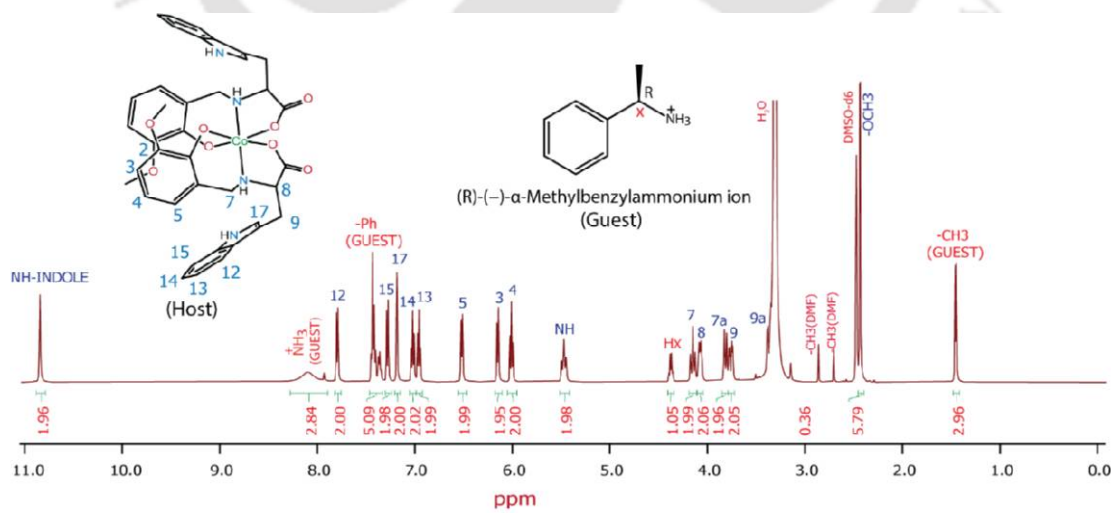 HN
H
N
O
O
O
O
Co
O
O
O
O
N
H
2
3
4
5
7
8
9
17
HN
15
14
13
12
(Host)
R
X
+
NH3
(R)-(−)-α-Methylbenzylammonium ion
(Guest)
NH-INDOLE
+NH3
(GUEST)
12
-Ph
(GUEST)
15
17
14
13
5
3
4
NH
Hx
7
8
7a
9
9a
H2O
-CH3(DMF)
-CH3(DMF)
DMSO-d6
-OCH3
-CH3
(GUEST)
1.96
2.84
2.00
5.09
1.98
2.00
2.02
1.99
1.99
1.95
2.00
1.98
1.05
1.99
2.06
1.96
2.05
0.36
5.79
2.96
11.0 10.0 9.0 8.0 7.0 6.0 5.0 4.0 3.0 2.0 1.0 0.0
ppm